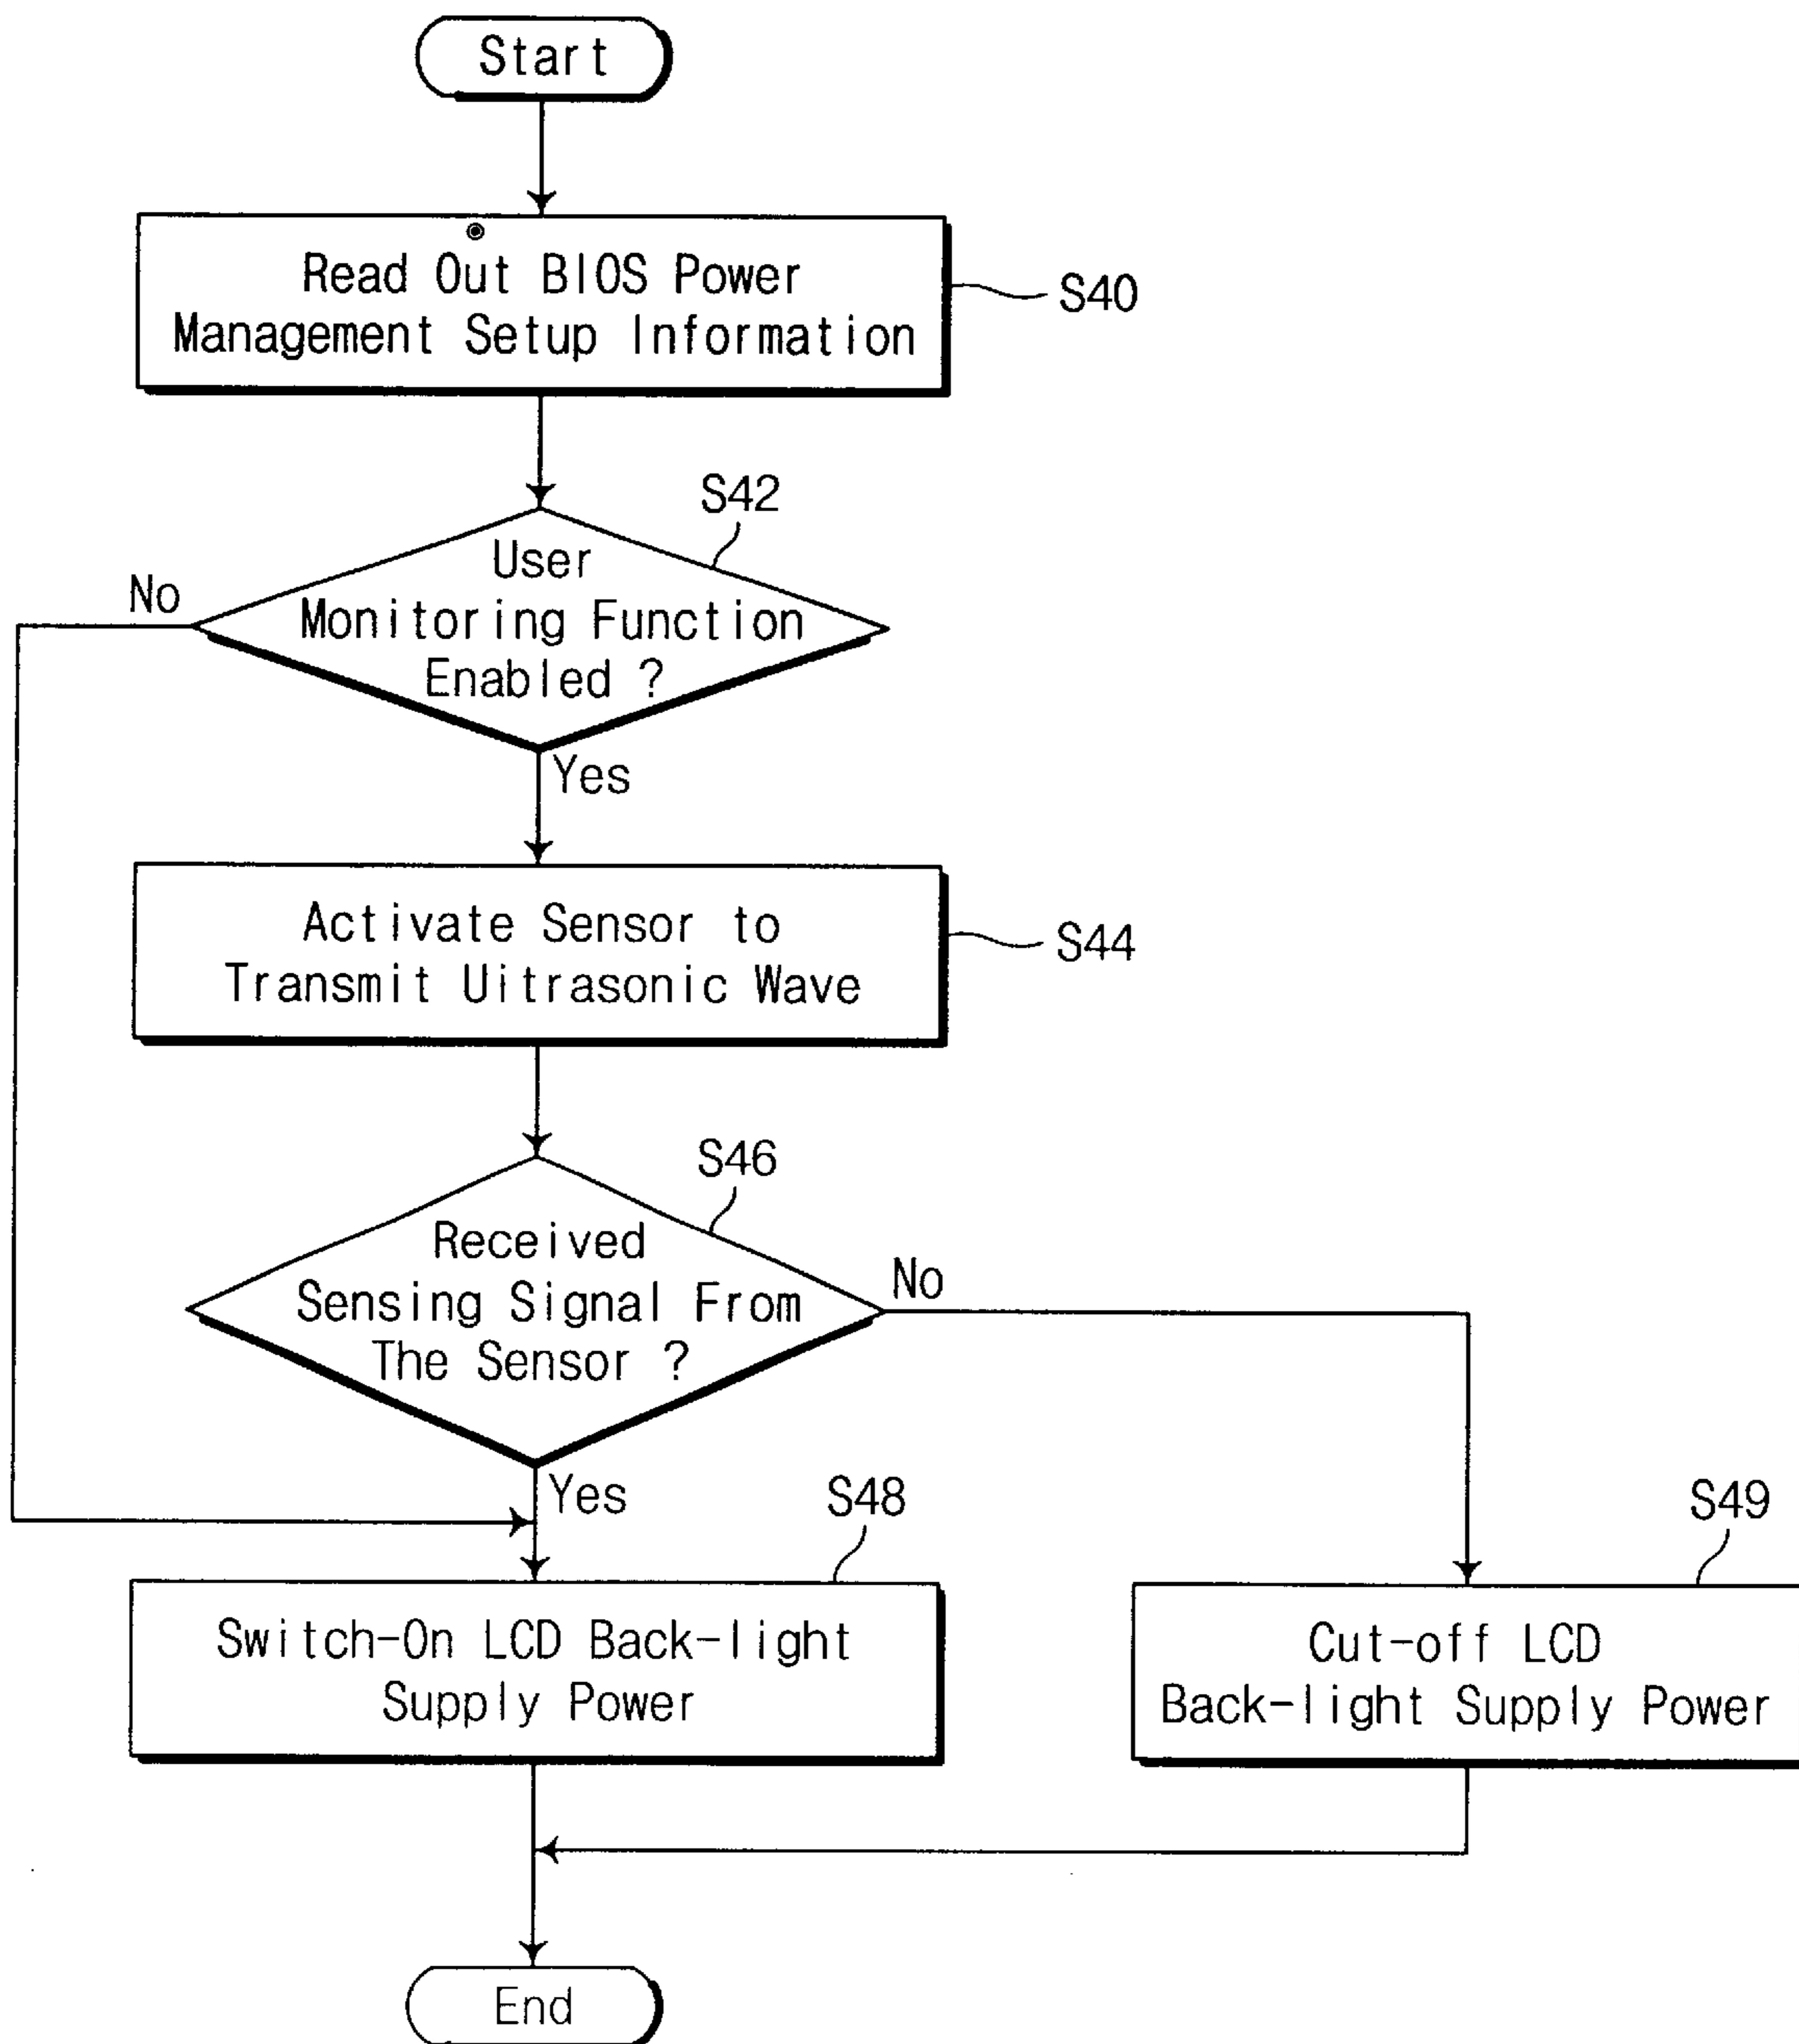 Start
Read Out BIOS Power
Management Setup Information
S40
S42
User
Monitoring Function
Enabled ?
No
Yes
Activate Sensor to
Transmit Uitrasonic Wave
S44
S46
Received
Sensing Signal From
The Sensor ?
No
Yes
S48
Switch-On LCD Back-light
Supply Power
S49
Cut-off LCD
Back-light Supply Power
End